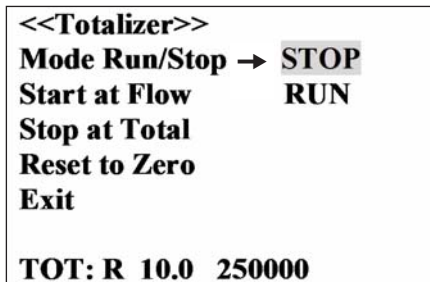 <<Totalizer>>
Mode Run/Stop → STOP
Start at Flow RUN
Stop at Total
Reset to Zero
Exit
TOT: R 10.0 250000